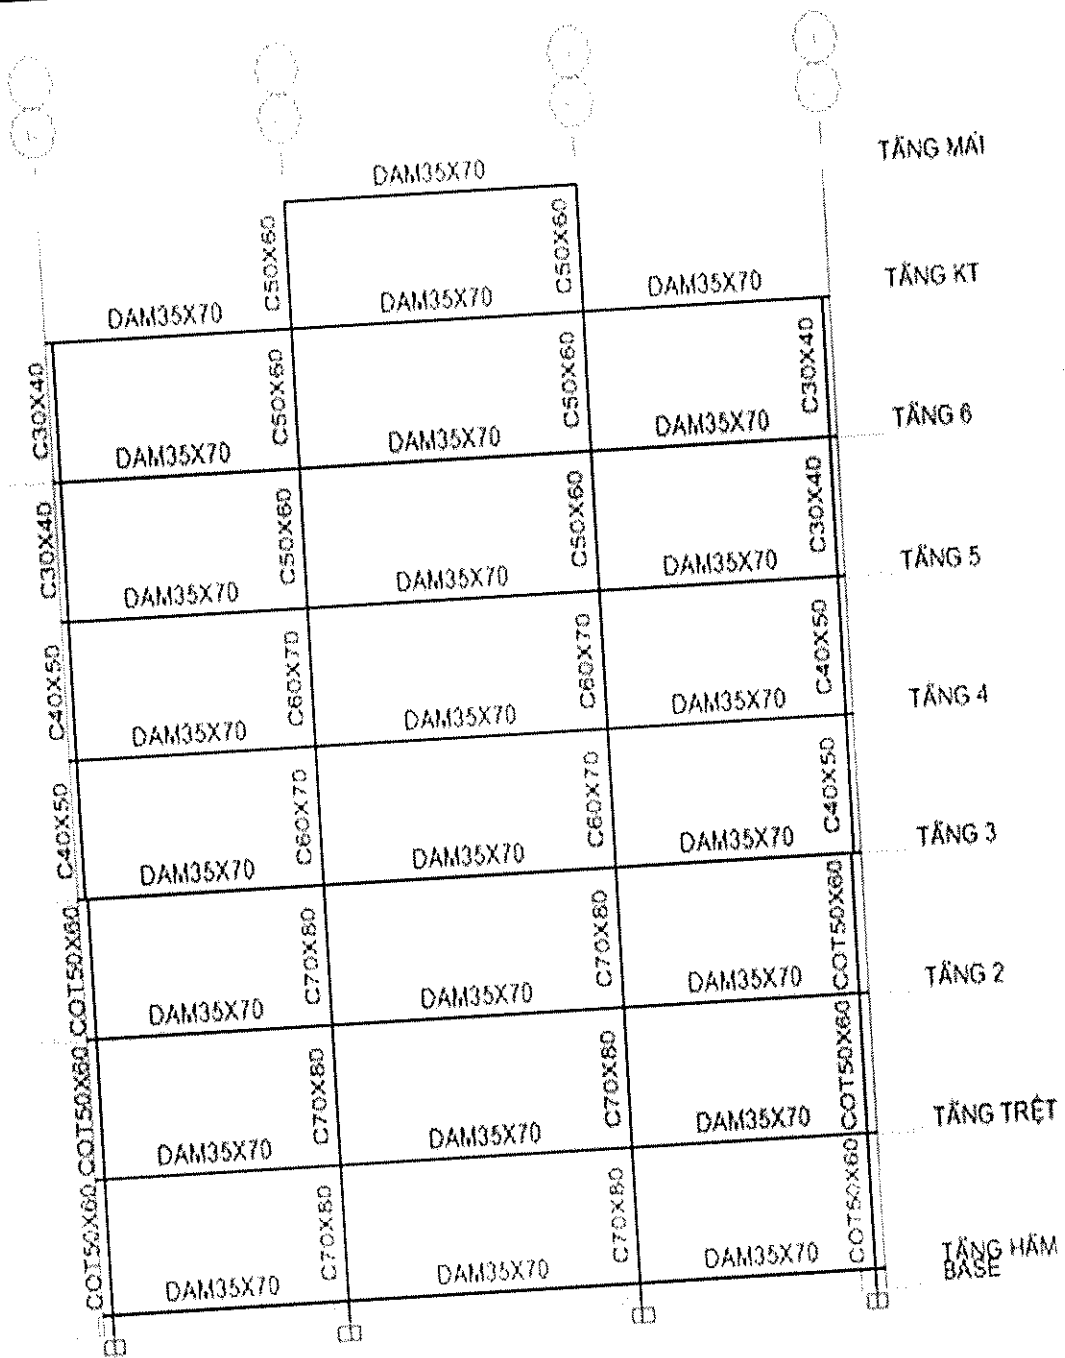 TẦNG MÁI
DAM35X70
C50X60
C50X60
TẦNG KT
DAM35X70
DAM35X70
DAM35X70
C30X40
C50X60
C50X60
C30X40
TẦNG 6
DAM35X70
DAM35X70
DAM35X70
C30X40
C50X60
C50X60
C30X40
TẦNG 5
DAM35X70
DAM35X70
DAM35X70
C40X50
C60X70
C60X70
C40X50
TẦNG 4
DAM35X70
DAM35X70
DAM35X70
C40X50
C60X70
C60X70
C40X50
TẦNG 3
DAM35X70
DAM35X70
DAM35X70
COT50X60
C70X80
C70X80
COT50X60
TẦNG 2
DAM35X70
DAM35X70
DAM35X70
COT50X60
C70X80
C70X80
COT50X60
TẦNG TRỆT
DAM35X70
DAM35X70
DAM35X70
COT50X60
C70X80
C70X80
COT50X60
TẦNG HẦM
BASE
DAM35X70
DAM35X70
DAM35X70